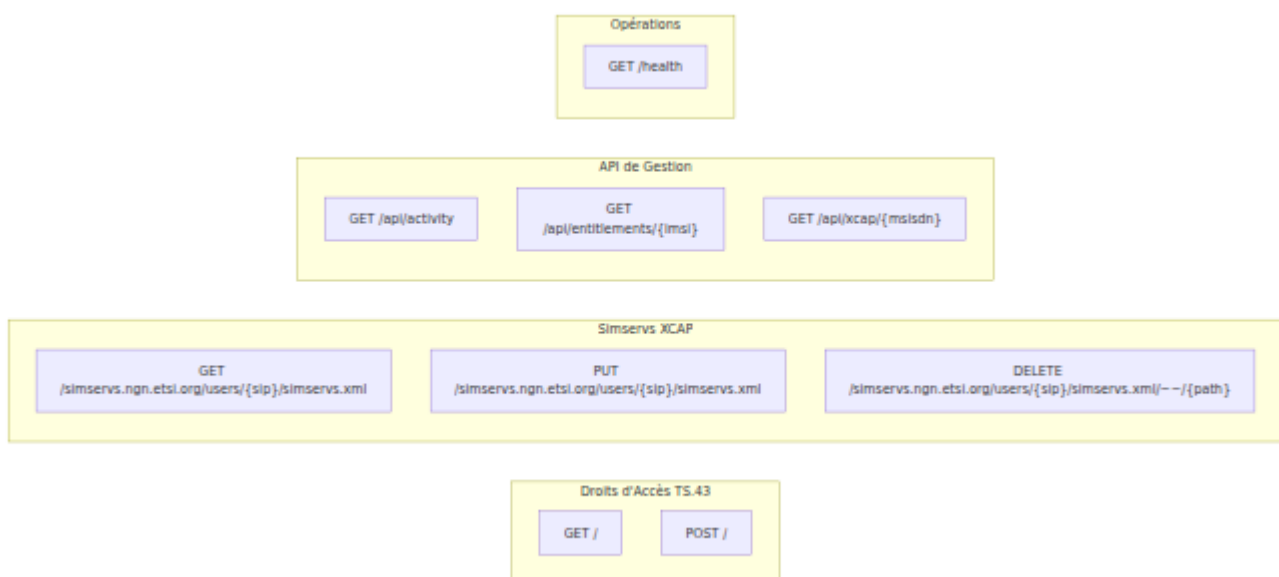 Opérations
GET /health
API de Gestion
GET /api/activity
GET
/api/entitlements/{imsi}
GET /api/xcap/{msisdn}
Simservs XCAP
GET
/simservs.ngn.etsi.org/users/{sip}/simservs.xml
PUT
/simservs.ngn.etsi.org/users/{sip}/simservs.xml
DELETE
/simservs.ngn.etsi.org/users/{sip}/simservs.xml/~~/{path}
Droits d'Accès TS.43
GET /
POST /